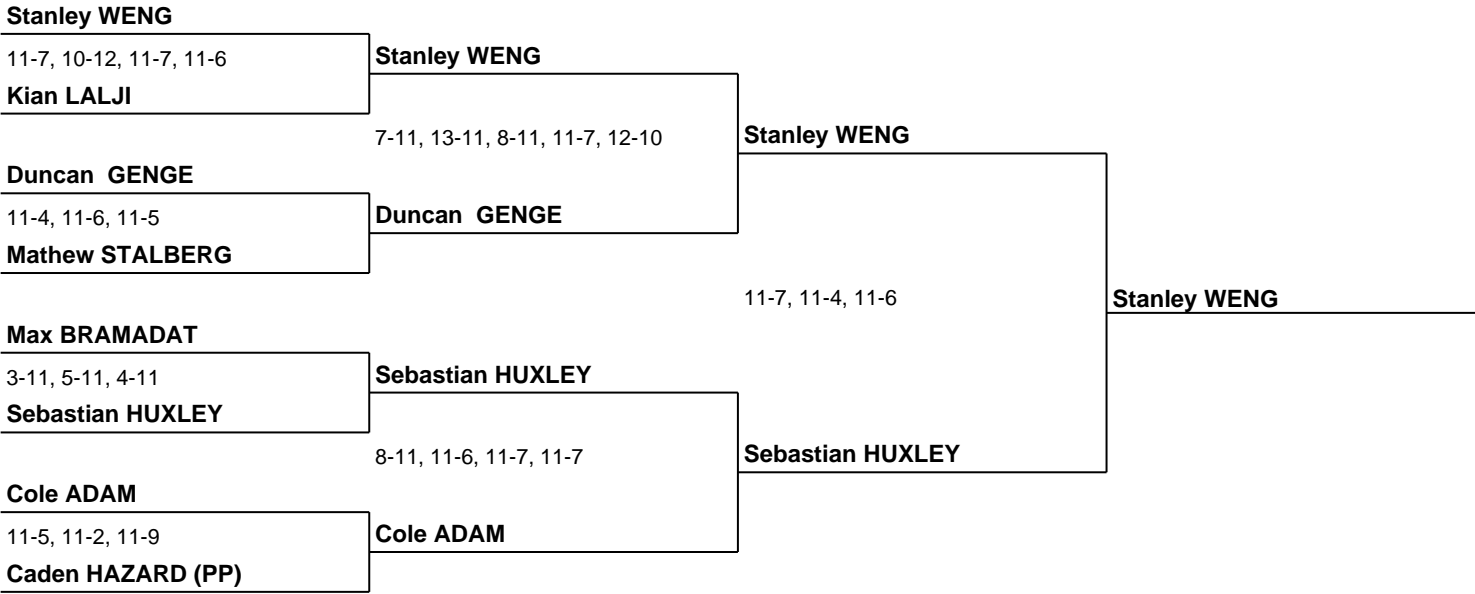 Stanley WENG
11-7, 10-12, 11-7, 11-6
Kian LALJI
Duncan  GENGE
11-4, 11-6, 11-5
Mathew STALBERG
Max BRAMADAT
3-11, 5-11, 4-11
Sebastian HUXLEY
Cole ADAM
11-5, 11-2, 11-9
Caden HAZARD (PP)
Stanley WENG
7-11, 13-11, 8-11, 11-7, 12-10
Duncan  GENGE
Sebastian HUXLEY
8-11, 11-6, 11-7, 11-7
Cole ADAM
Stanley WENG
11-7, 11-4, 11-6
Sebastian HUXLEY
Stanley WENG